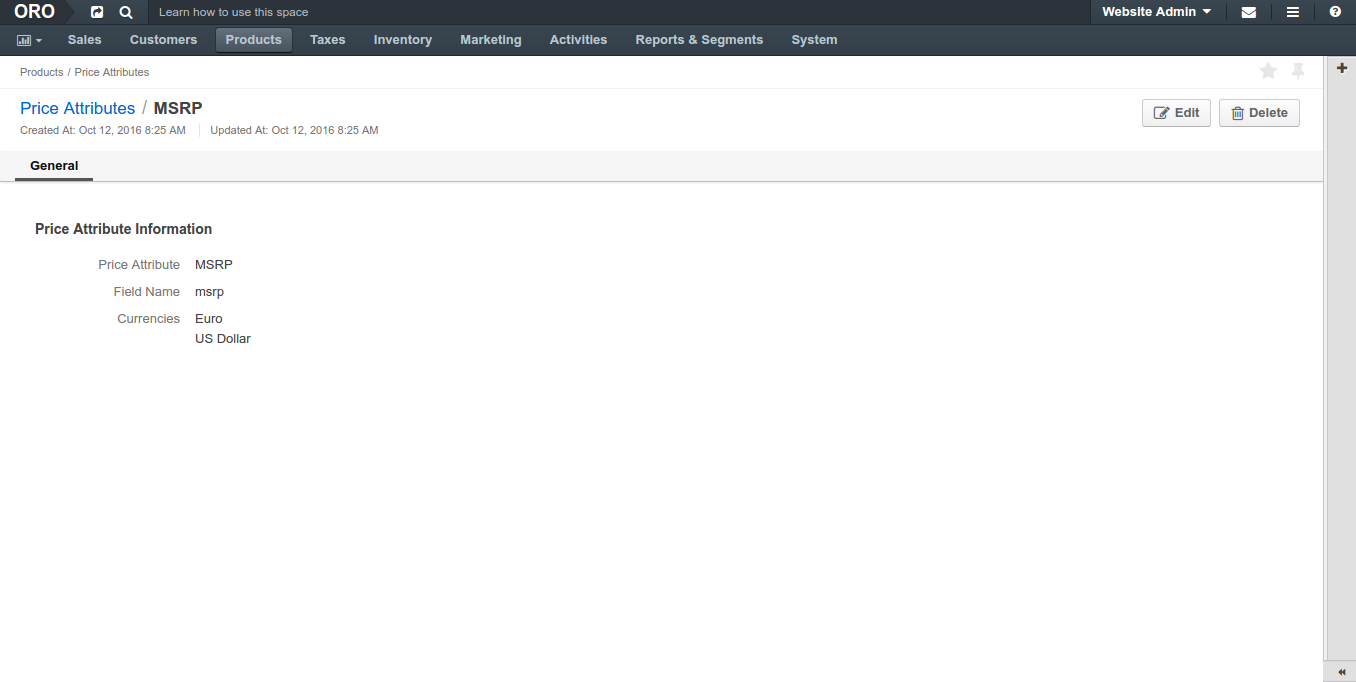 ORO Learn how to use this space Website Admin
Sales Customers Products Taxes Inventory Marketing Activities Reports & Segments System
Products / Price Attributes
Price Attributes / MSRP Edit Delete
Created At: Oct 12, 2016 8:25 AM Updated At: Oct 12, 2016 8:25 AM
General
Price Attribute Information
Price Attribute MSRP
Field Name msrp
Currencies Euro
US Dollar